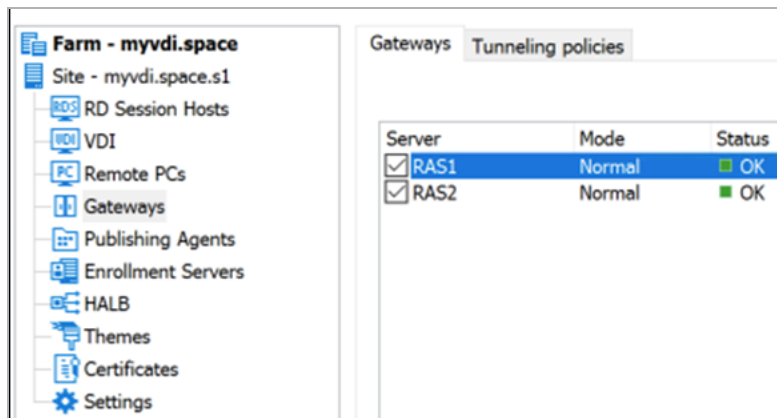 Farm - myvdi.space
Site - myvdi.space.s1
RDS RD Session Hosts
VDI VDI
PC Remote PCs
Gateways
Publishing Agents
Enrollment Servers
HALB
Themes
Certificates
Settings
Gateways Tunneling policies
Server Mode Status
RAS1 Normal OK
RAS2 Normal OK